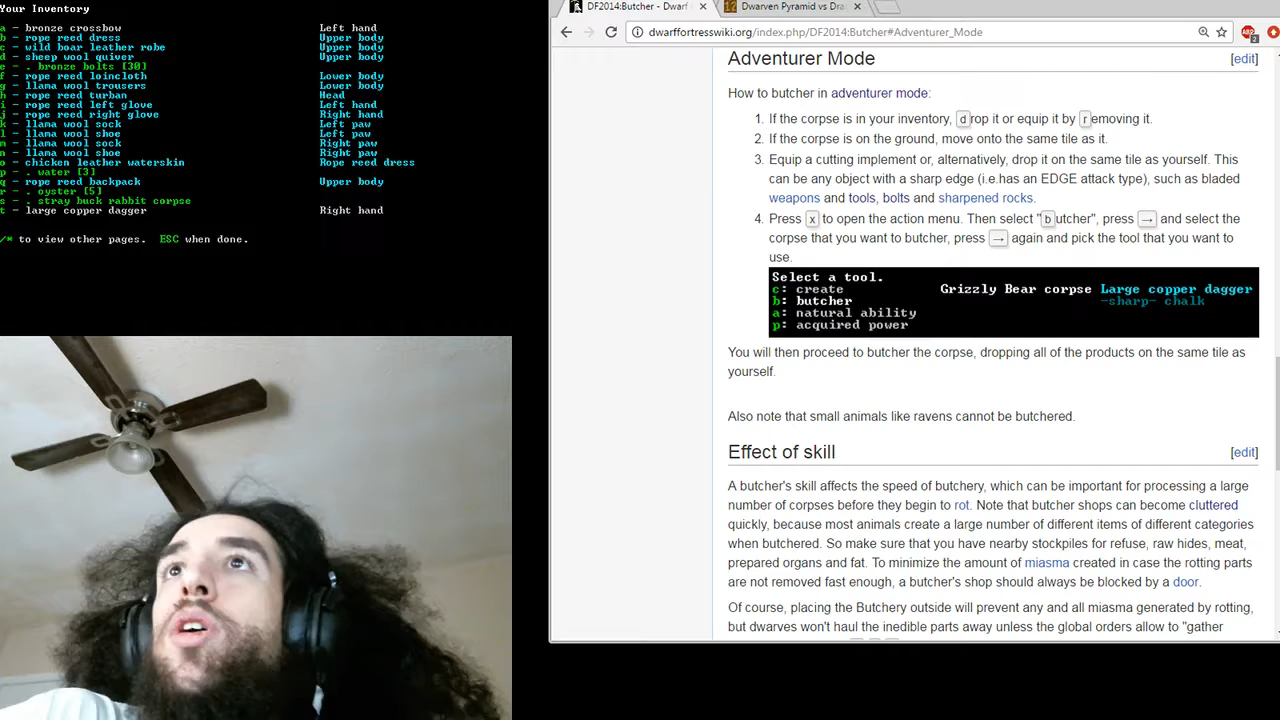 Your Inventory
a - bronze crossbow Left hand
b - rope reed dress Upper body
c - wild boar leather robe Upper body
d - sheep wool quiver Upper body
e - . bronze bolts [30]
f - rope reed loincloth Lower body
g - llama wool trousers Lower body
h - rope reed turban Head
i - rope reed left glove Left hand
j - rope reed right glove Right hand
k - llama wool sock Left paw
l - llama wool shoe Left paw
m - llama wool sock Right paw
n - llama wool shoe Right paw
o - chicken leather waterskin Rope reed dress
p - . water [3]
q - rope reed backpack Upper body
r - . oyster [5]
s - . stray buck rabbit corpse
t - large copper dagger Right hand
/* to view other pages. ESC when done.
DF2014:Butcher - Dwarf
Dwarven Pyramid vs Dra
dwarffortresswiki.org/index.php/DF2014:Butcher#Adventurer_Mode
Adventurer Mode [edit]
How to butcher in adventurer mode:
1. If the corpse is in your inventory, drop it or equip it by removing it.
2. If the corpse is on the ground, move onto the same tile as it.
3. Equip a cutting implement or, alternatively, drop it on the same tile as yourself. This
can be any object with a sharp edge (i.e has an EDGE attack type), such as bladed
weapons and tools, bolts and sharpened rocks.
4. Press x to open the action menu. Then select "butcher", press → and select the
corpse that you want to butcher, press → again and pick the tool that you want to
use.
Select a tool.
c: create Grizzly Bear corpse Large copper dagger
b: butcher -sharp- chalk
a: natural ability
p: acquired power
You will then proceed to butcher the corpse, dropping all of the products on the same tile as
yourself.
Also note that small animals like ravens cannot be butchered.
Effect of skill [edit]
A butcher's skill affects the speed of butchery, which can be important for processing a large
number of corpses before they begin to rot. Note that butcher shops can become cluttered
quickly, because most animals create a large number of different items of different categories
when butchered. So make sure that you have nearby stockpiles for refuse, raw hides, meat,
prepared organs and fat. To minimize the amount of miasma created in case the rotting parts
are not removed fast enough, a butcher's shop should always be blocked by a door.
Of course, placing the Butchery outside will prevent any and all miasma generated by rotting,
but dwarves won't haul the inedible parts away unless the global orders allow to "gather